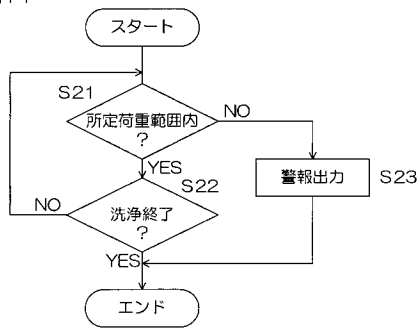 スタート
S21
所定荷重範囲内
?
NO
YES
S22
警報出力
S23
NO
洗浄終了
?
YES
エンド